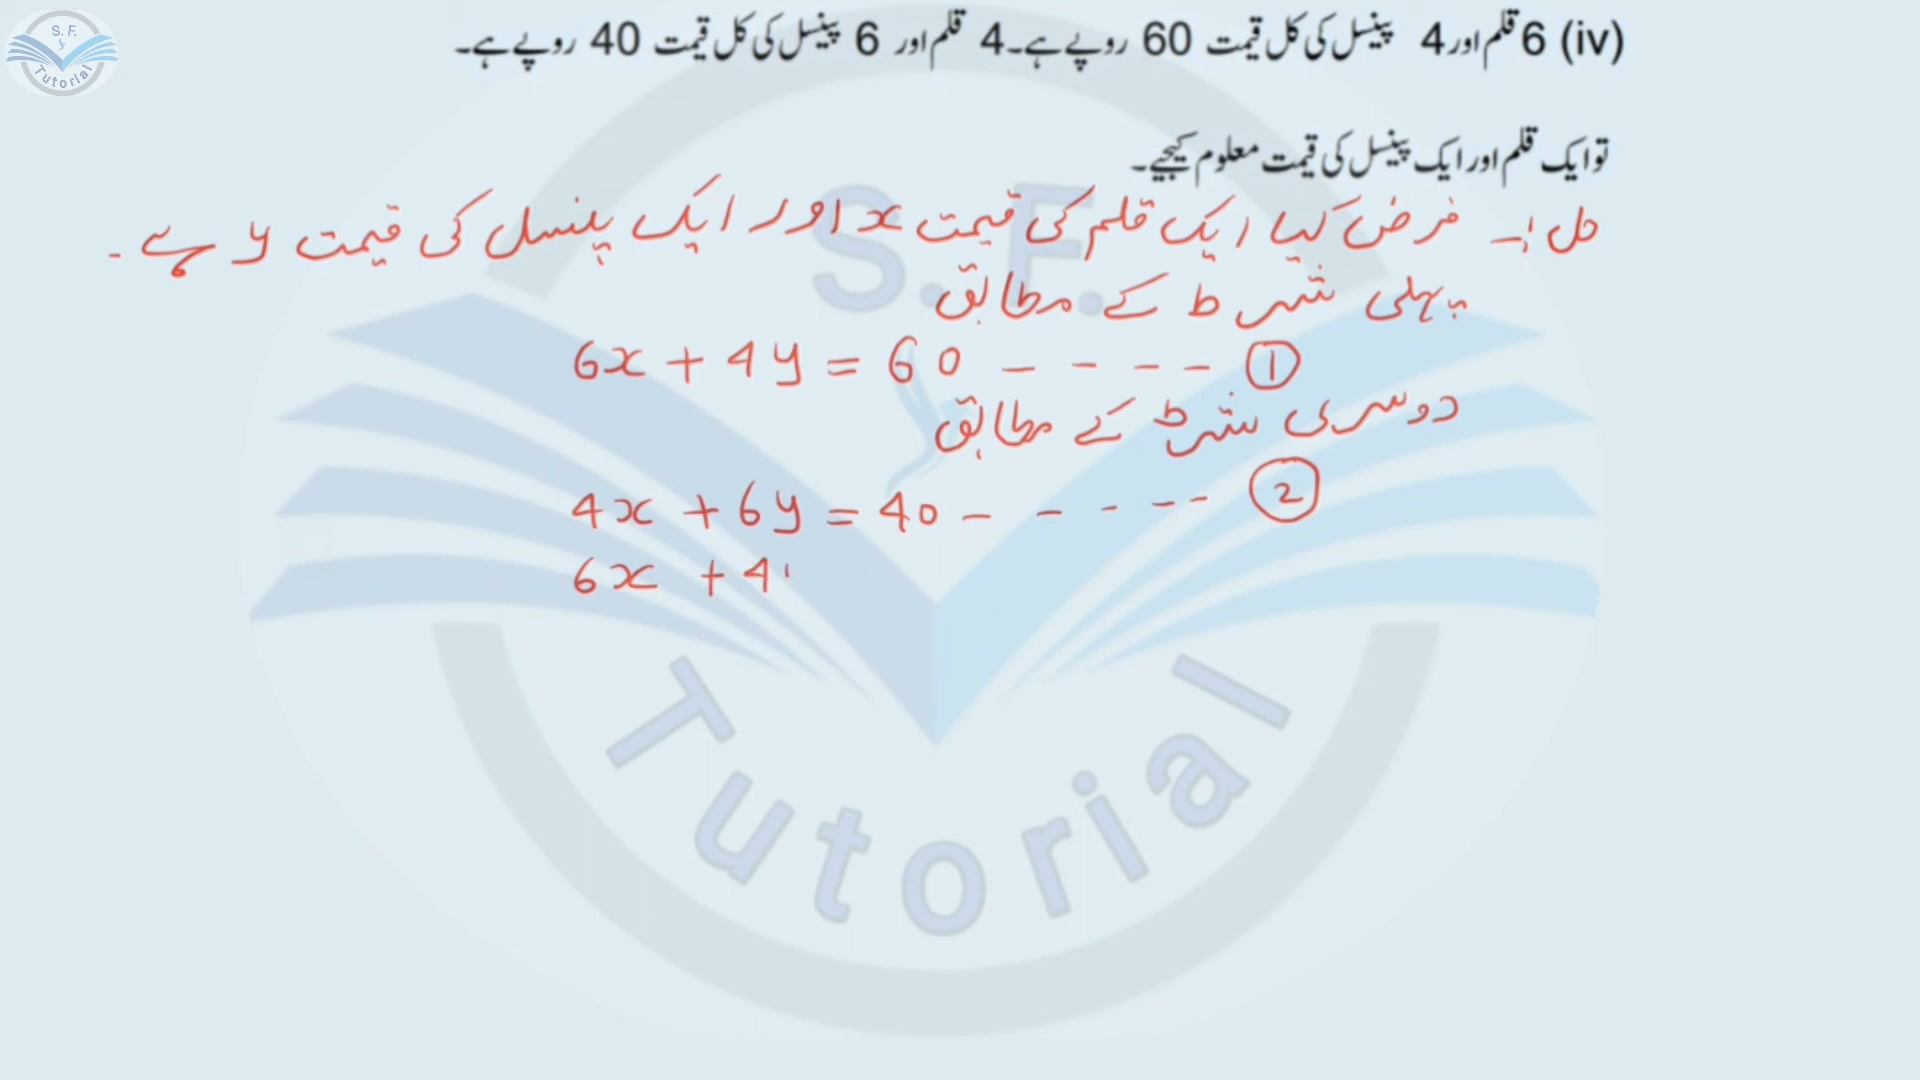 S. F.
Tutorial
(iv) 6 قلم اور 4 پینسل کی کل قیمت 60 روپے ہے۔ 4 قلم اور 6 پینسل کی کل قیمت 40 روپے ہے۔
تو ایک قلم اور ایک پینسل کی قیمت معلوم کیجیے۔
حل :۔ فرض کیا ایک قلم کی قیمت x اور ایک پنسل کی قیمت y ہے ۔
پہلی شرط کے مطابق
6x + 4y = 60 - - - - ①
دوسری شرط کے مطابق
4x + 6y = 40 - - - - - ②
6x + 4
S. F.
Tutorial